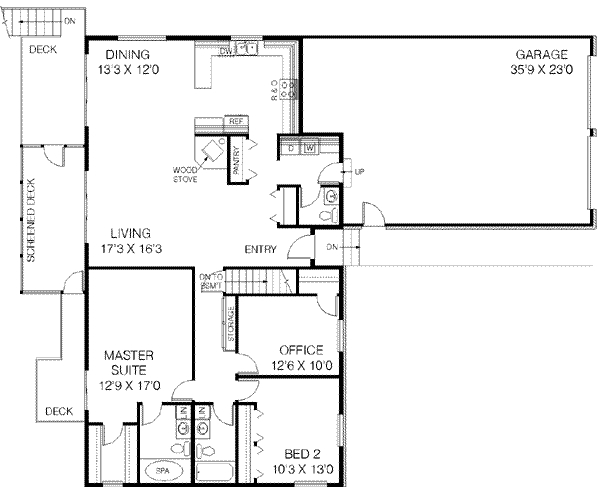 DN
DECK
DINING
13'3 X 12'0
DW
R & O
REF
GARAGE
35'9 X 23'0
WOOD
STOVE
PANTRY
D
W
UP
SCREENED DECK
LIVING
17'3 X 16'3
ENTRY
DN
DN TO
BSM'T
STORAGE
OFFICE
12'6 X 10'0
MASTER
SUITE
12'9 X 17'0
DECK
LIN
LIN
SPA
BED 2
10'3 X 13'0